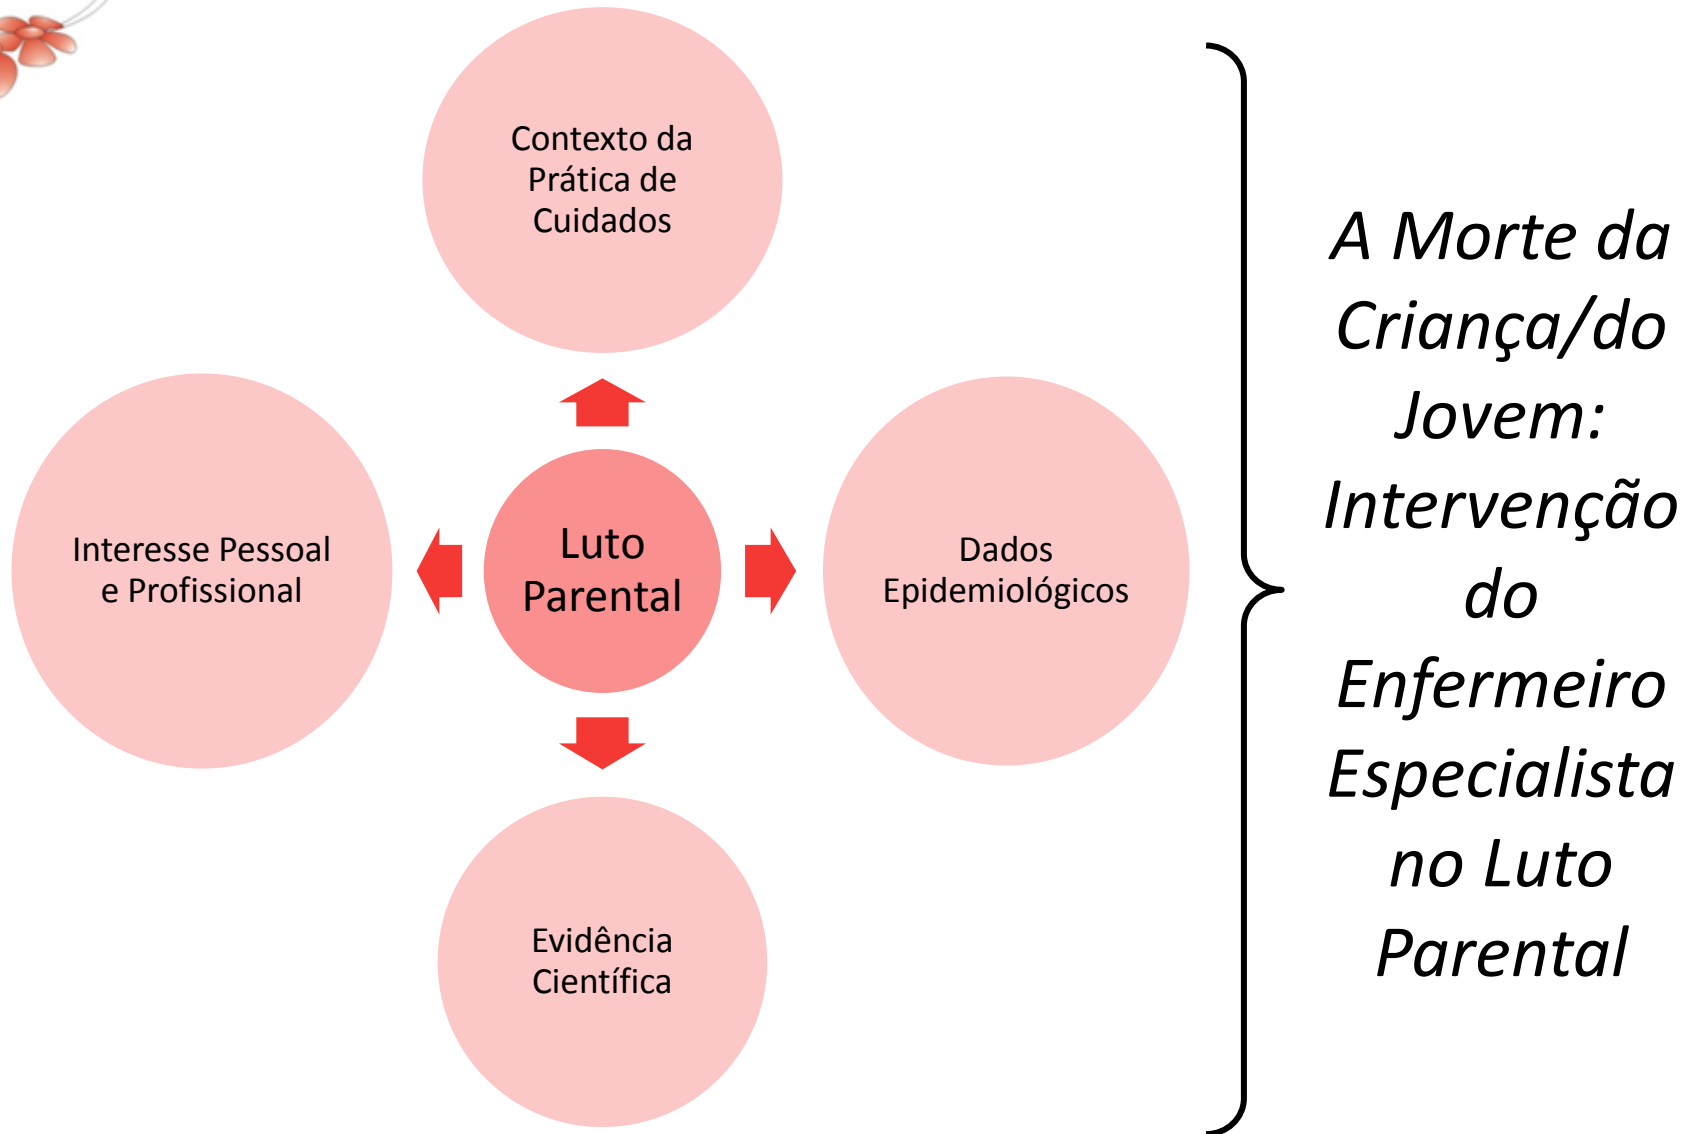 Contexto da
Prática de
Cuidados
Interesse Pessoal
e Profissional
Luto
Parental
Dados
Epidemiológicos
Evidência
Científica
A Morte da
Criança/do
Jovem:
Intervenção
do
Enfermeiro
Especialista
no Luto
Parental